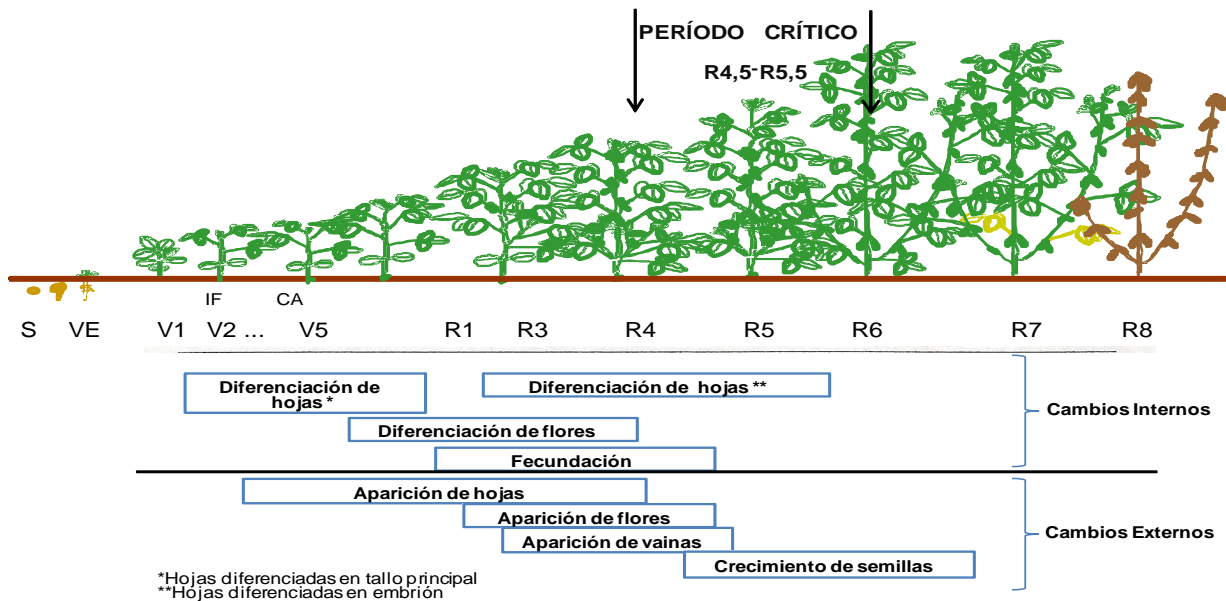 PERÍODO CRÍTICO
R4,5-R5,5
IF CA
S VE V1 V2 ... V5 R1 R3 R4 R5 R6 R7 R8
Diferenciación de
hojas *
Diferenciación de hojas **
Diferenciación de flores
Fecundación
Cambios Internos
Aparición de hojas
Aparición de flores
Aparición de vainas
Crecimiento de semillas
Cambios Externos
*Hojas diferenciadas en tallo principal
**Hojas diferenciadas en embrión